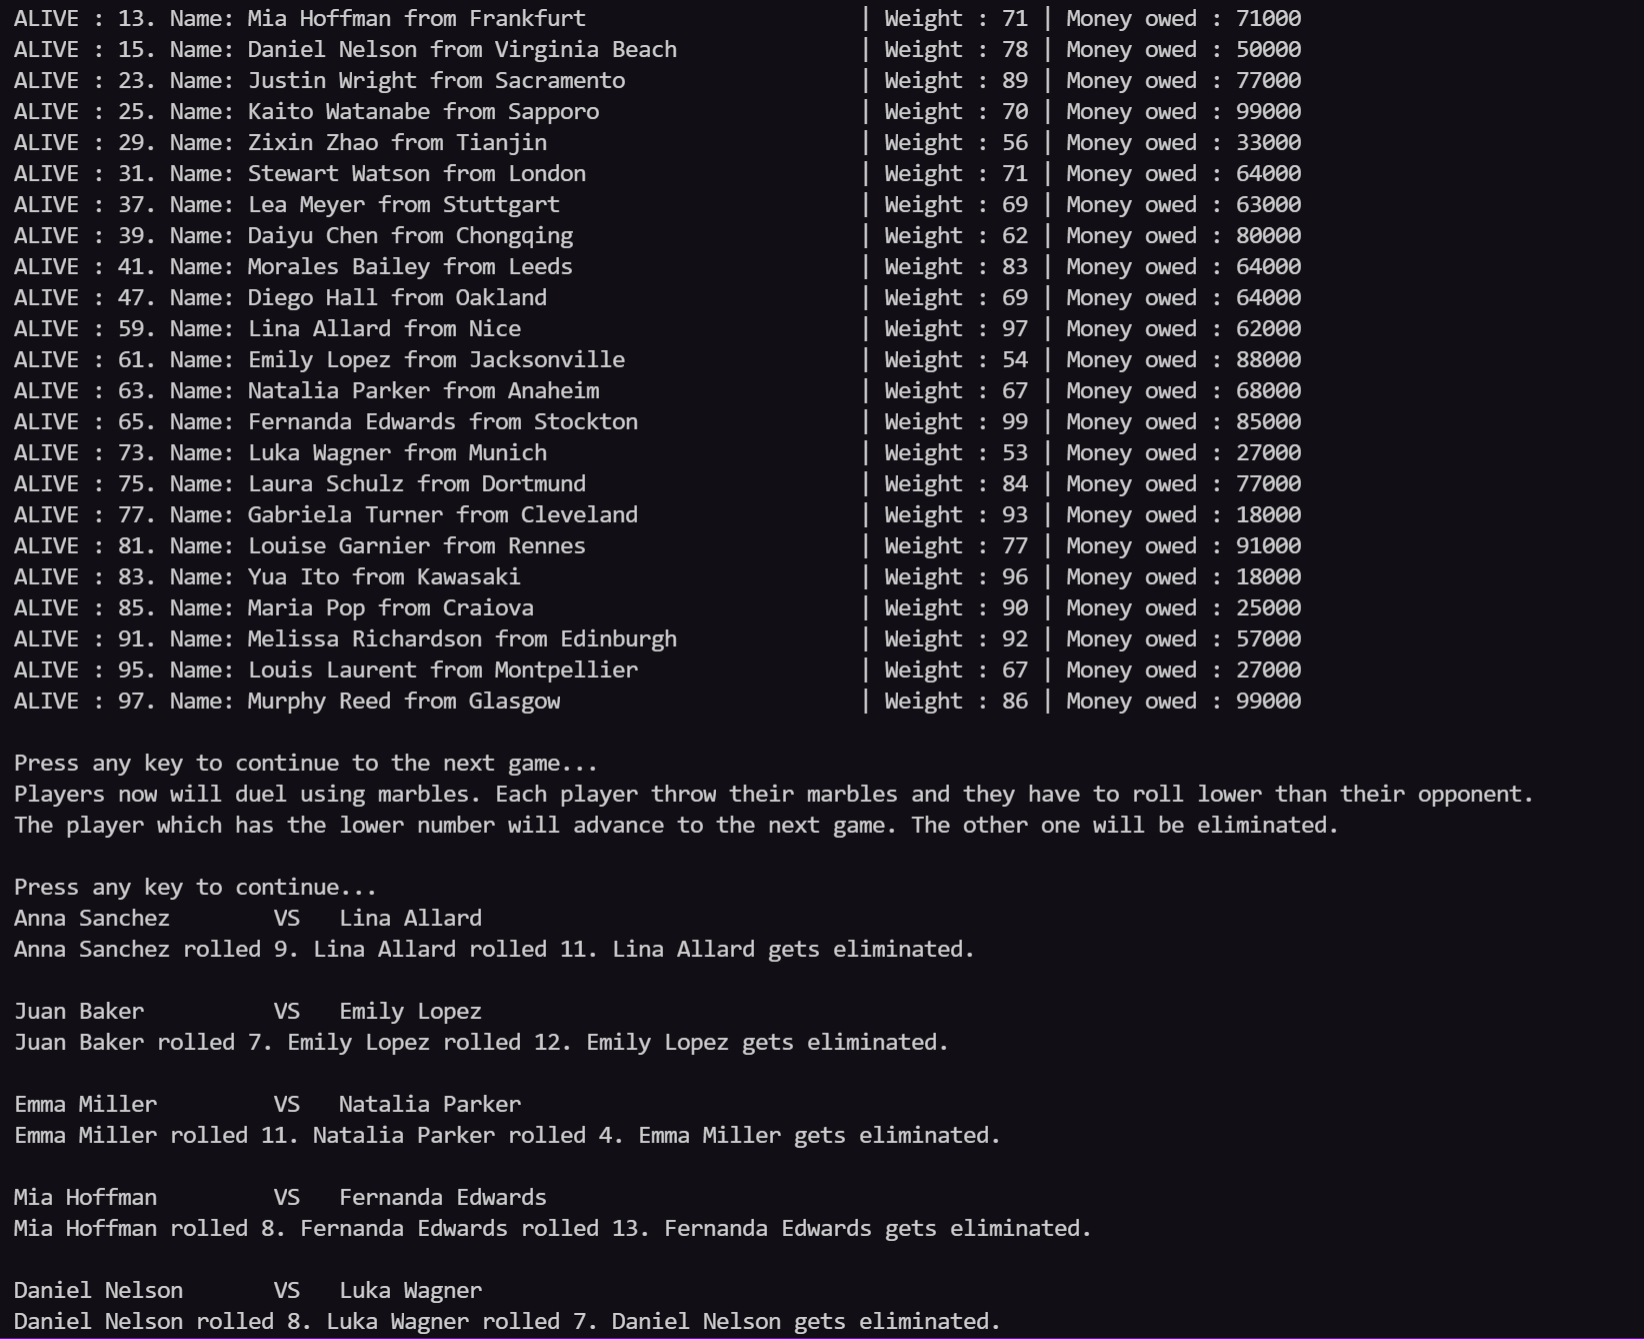 ALIVE : 13. Name: Mia Hoffman from Frankfurt | Weight : 71 | Money owed : 71000
ALIVE : 15. Name: Daniel Nelson from Virginia Beach | Weight : 78 | Money owed : 50000
ALIVE : 23. Name: Justin Wright from Sacramento | Weight : 89 | Money owed : 77000
ALIVE : 25. Name: Kaito Watanabe from Sapporo | Weight : 70 | Money owed : 99000
ALIVE : 29. Name: Zixin Zhao from Tianjin | Weight : 56 | Money owed : 33000
ALIVE : 31. Name: Stewart Watson from London | Weight : 71 | Money owed : 64000
ALIVE : 37. Name: Lea Meyer from Stuttgart | Weight : 69 | Money owed : 63000
ALIVE : 39. Name: Daiyu Chen from Chongqing | Weight : 62 | Money owed : 80000
ALIVE : 41. Name: Morales Bailey from Leeds | Weight : 83 | Money owed : 64000
ALIVE : 47. Name: Diego Hall from Oakland | Weight : 69 | Money owed : 64000
ALIVE : 59. Name: Lina Allard from Nice | Weight : 97 | Money owed : 62000
ALIVE : 61. Name: Emily Lopez from Jacksonville | Weight : 54 | Money owed : 88000
ALIVE : 63. Name: Natalia Parker from Anaheim | Weight : 67 | Money owed : 68000
ALIVE : 65. Name: Fernanda Edwards from Stockton | Weight : 99 | Money owed : 85000
ALIVE : 73. Name: Luka Wagner from Munich | Weight : 53 | Money owed : 27000
ALIVE : 75. Name: Laura Schulz from Dortmund | Weight : 84 | Money owed : 77000
ALIVE : 77. Name: Gabriela Turner from Cleveland | Weight : 93 | Money owed : 18000
ALIVE : 81. Name: Louise Garnier from Rennes | Weight : 77 | Money owed : 91000
ALIVE : 83. Name: Yua Ito from Kawasaki | Weight : 96 | Money owed : 18000
ALIVE : 85. Name: Maria Pop from Craiova | Weight : 90 | Money owed : 25000
ALIVE : 91. Name: Melissa Richardson from Edinburgh | Weight : 92 | Money owed : 57000
ALIVE : 95. Name: Louis Laurent from Montpellier | Weight : 67 | Money owed : 27000
ALIVE : 97. Name: Murphy Reed from Glasgow | Weight : 86 | Money owed : 99000
Press any key to continue to the next game...
Players now will duel using marbles. Each player throw their marbles and they have to roll lower than their opponent.
The player which has the lower number will advance to the next game. The other one will be eliminated.
Press any key to continue...
Anna Sanchez VS Lina Allard
Anna Sanchez rolled 9. Lina Allard rolled 11. Lina Allard gets eliminated.
Juan Baker VS Emily Lopez
Juan Baker rolled 7. Emily Lopez rolled 12. Emily Lopez gets eliminated.
Emma Miller VS Natalia Parker
Emma Miller rolled 11. Natalia Parker rolled 4. Emma Miller gets eliminated.
Mia Hoffman VS Fernanda Edwards
Mia Hoffman rolled 8. Fernanda Edwards rolled 13. Fernanda Edwards gets eliminated.
Daniel Nelson VS Luka Wagner
Daniel Nelson rolled 8. Luka Wagner rolled 7. Daniel Nelson gets eliminated.